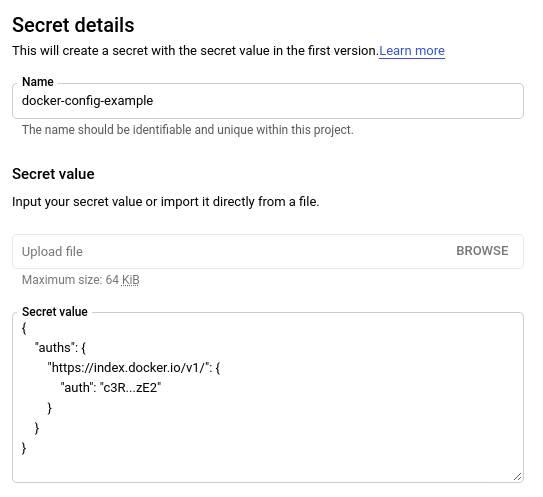 Secret details
This will create a secret with the secret value in the first version.Learn more
Name
docker-config-example
The name should be identifiable and unique within this project.
Secret value
Input your secret value or import it directly from a file.
Upload file BROWSE
Maximum size: 64 KiB
Secret value
{
    "auths": {
        "https://index.docker.io/v1/": {
            "auth": "c3R...zE2"
        }
    }
}